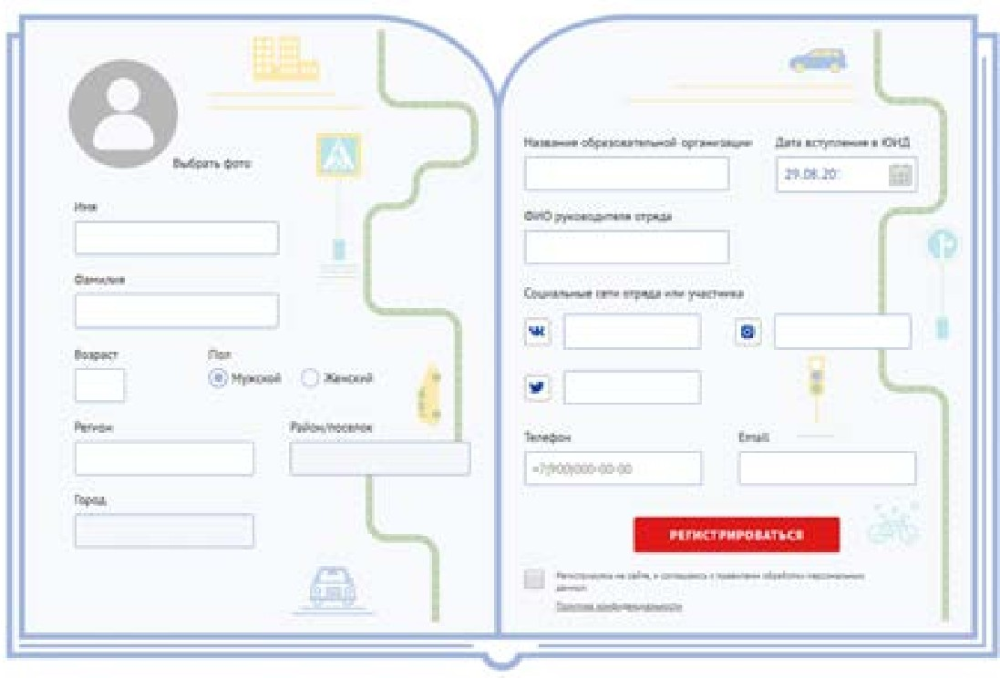 Выбрать фото
Имя
Фамилия
Возраст
Пол
Мужской Женский
Регион Район/поселок
Город
Название образовательной организации Дата вступления в ЮИД
29.08.20
ФИО руководителя отряда
Социальные сети отряда или участника
Телефон Email
+7(900)000-00-00
РЕГИСТРИРОВАТЬСЯ
Регистрируясь на сайте, я соглашаюсь с правилами обработки персональных
данных
Политика конфиденциальности